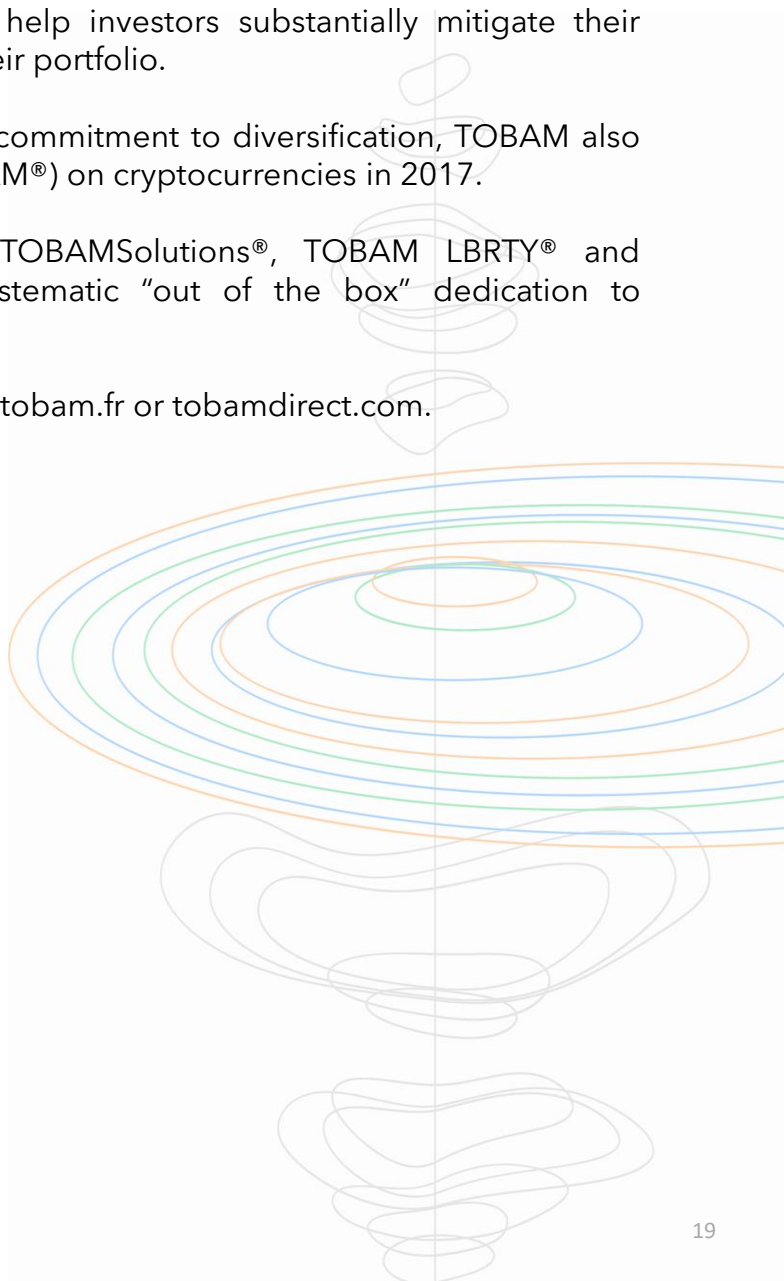 help investors substantially mitigate their
eir portfolio.
commitment to diversification, TOBAM also
M®) on cryptocurrencies in 2017.
TOBAMSolutions®, TOBAM LBRTY® and
stematic “out of the box” dedication to
tobam.fr or tobamdirect.com.
19